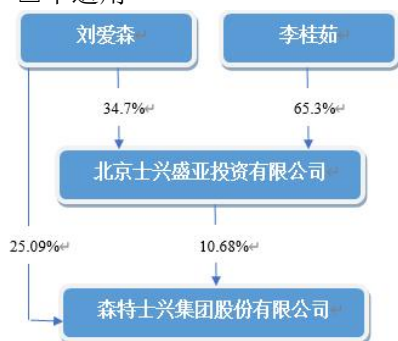 刘爱森
李桂茹
34.7%
65.3%
北京士兴盛亚投资有限公司
25.09%
10.68%
森特士兴集团股份有限公司